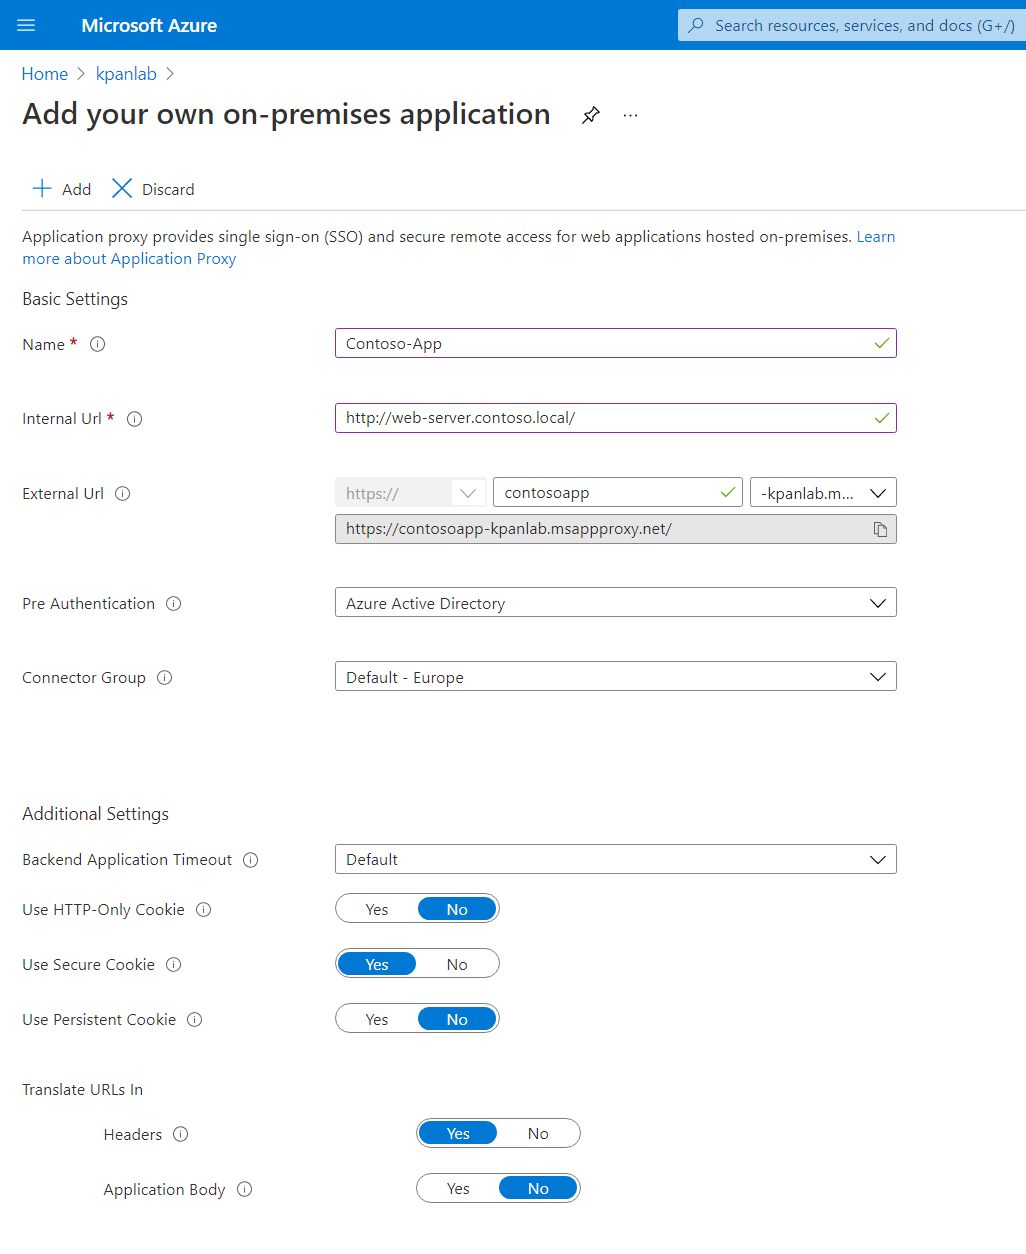 Microsoft Azure
Search resources, services, and docs (G+/)
Home > kpanlab >
Add your own on-premises application ...
Add Discard
Application proxy provides single sign-on (SSO) and secure remote access for web applications hosted on-premises. Learn
more about Application Proxy
Basic Settings
Name * Contoso-App
Internal Url * http://web-server.contoso.local/
External Url https:// contosoapp -kpanlab.m...
https://contosoapp-kpanlab.msappproxy.net/
Pre Authentication Azure Active Directory
Connector Group Default - Europe
Additional Settings
Backend Application Timeout Default
Use HTTP-Only Cookie Yes No
Use Secure Cookie Yes No
Use Persistent Cookie Yes No
Translate URLs In
Headers Yes No
Application Body Yes No